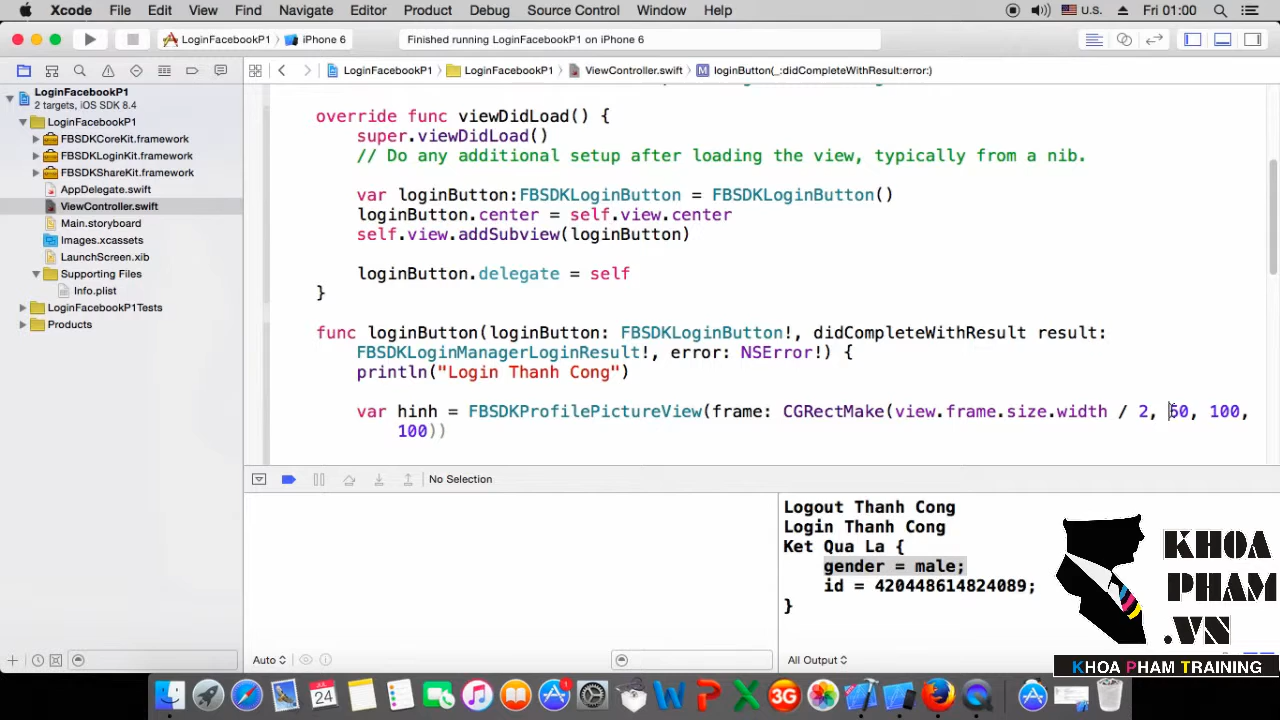 Xcode File Edit View Find Navigate Editor Product Debug Source Control Window Help U.S. Fri 01:00
LoginFacebookP1 iPhone 6 Finished running LoginFacebookP1 on iPhone 6
LoginFacebookP1 LoginFacebookP1 ViewController.swift M loginButton(_:didCompleteWithResult:error:)
LoginFacebookP1
2 targets, iOS SDK 8.4
LoginFacebookP1
FBSDKCoreKit.framework
FBSDKLoginKit.framework
FBSDKShareKit.framework
AppDelegate.swift
ViewController.swift
Main.storyboard
Images.xcassets
LaunchScreen.xib
Supporting Files
Info.plist
LoginFacebookP1Tests
Products
override func viewDidLoad() {
super.viewDidLoad()
// Do any additional setup after loading the view, typically from a nib.
var loginButton:FBSDKLoginButton = FBSDKLoginButton()
loginButton.center = self.view.center
self.view.addSubview(loginButton)
loginButton.delegate = self
}
func loginButton(loginButton: FBSDKLoginButton!, didCompleteWithResult result:
FBSDKLoginManagerLoginResult!, error: NSError!) {
println("Login Thanh Cong")
var hinh = FBSDKProfilePictureView(frame: CGRectMake(view.frame.size.width / 2, 60, 100,
100))
No Selection
Logout Thanh Cong
Login Thanh Cong
Ket Qua La {
gender = male;
id = 420448614824089;
}
Auto
All Output
KHOA
PHAM
.VN
KHOA PHAM TRAINING
24
W P X 3G
1